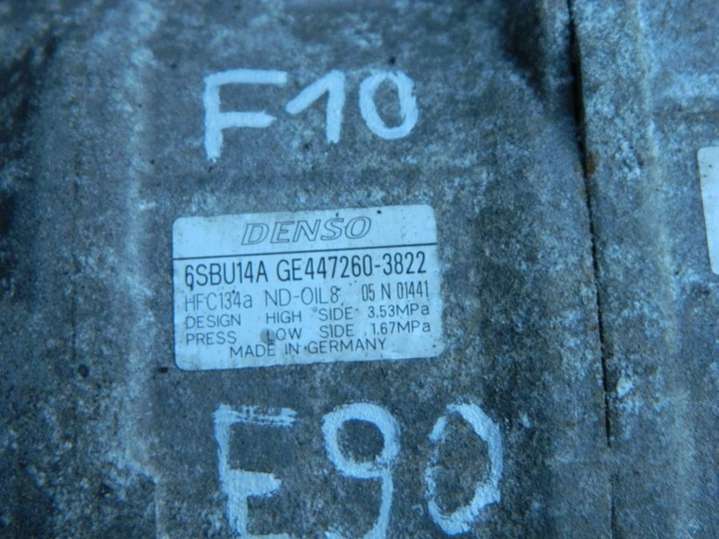 F10
DENSO
6SBU14A GE447260-3822
HFC134a ND-OIL8 05 N 01441
DESIGN HIGH SIDE 3.53MPa
PRESS LOW SIDE 1.67MPa
MADE IN GERMANY
E90